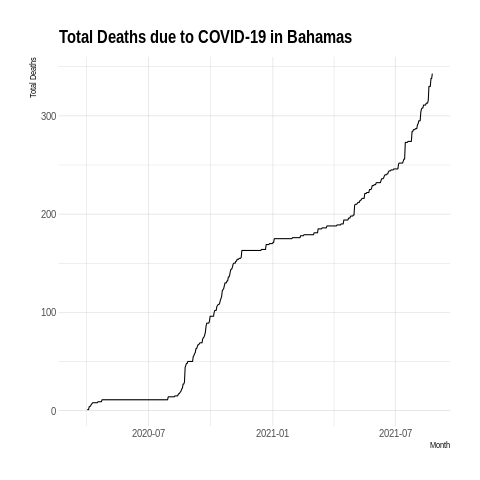 Total Deaths due to COVID-19 in Bahamas
Total Deaths
300
200
100
0
2020-07 2021-01 2021-07
Month